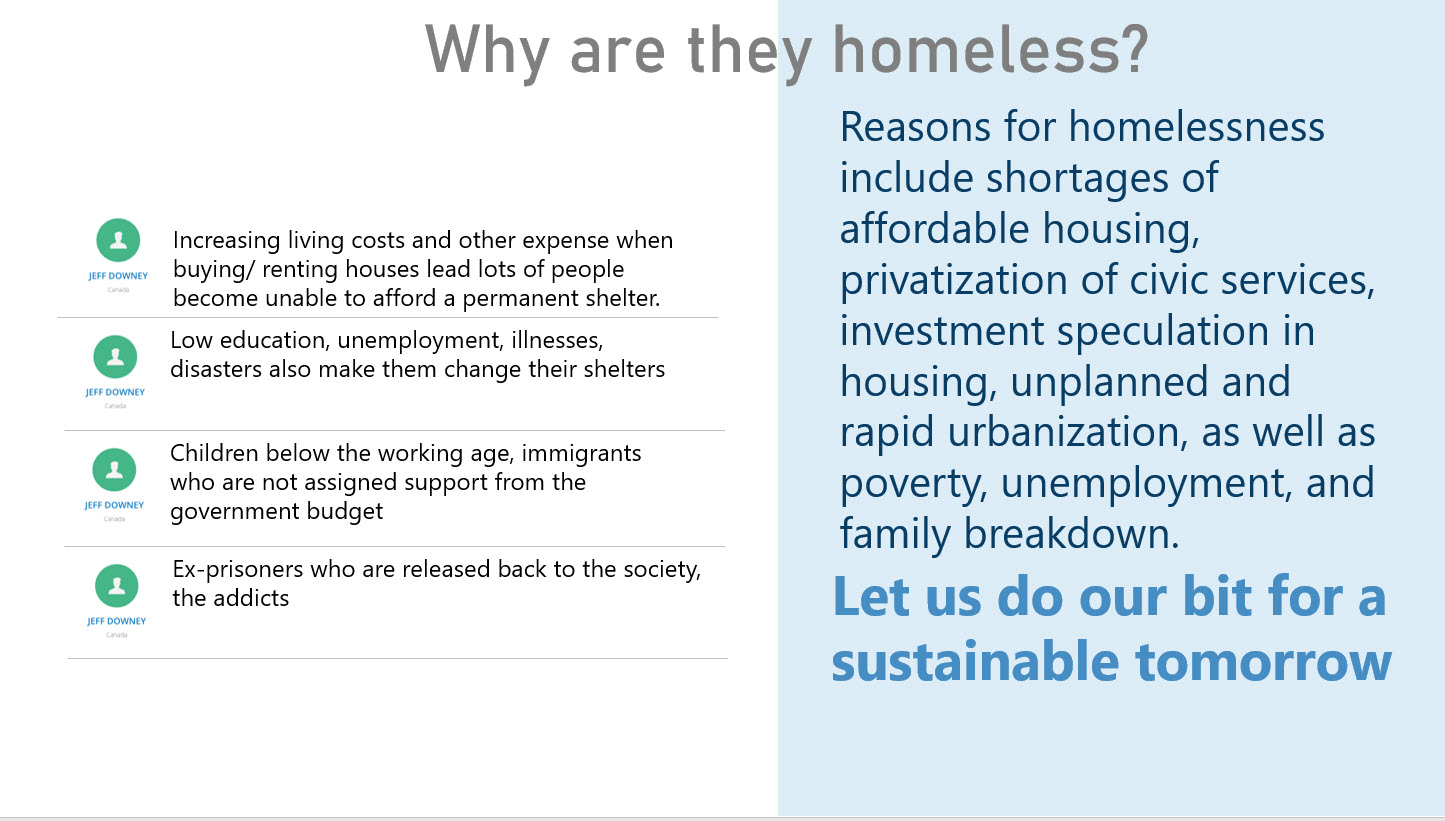 Why are they homeless?
JEFF DOWNEY
Canada
Increasing living costs and other expense when
buying/ renting houses lead lots of people
become unable to afford a permanent shelter.
JEFF DOWNEY
Canada
Low education, unemployment, illnesses,
disasters also make them change their shelters
JEFF DOWNEY
Canada
Children below the working age, immigrants
who are not assigned support from the
government budget
JEFF DOWNEY
Canada
Ex-prisoners who are released back to the society,
the addicts
Reasons for homelessness
include shortages of
affordable housing,
privatization of civic services,
investment speculation in
housing, unplanned and
rapid urbanization, as well as
poverty, unemployment, and
family breakdown.
Let us do our bit for a
sustainable tomorrow